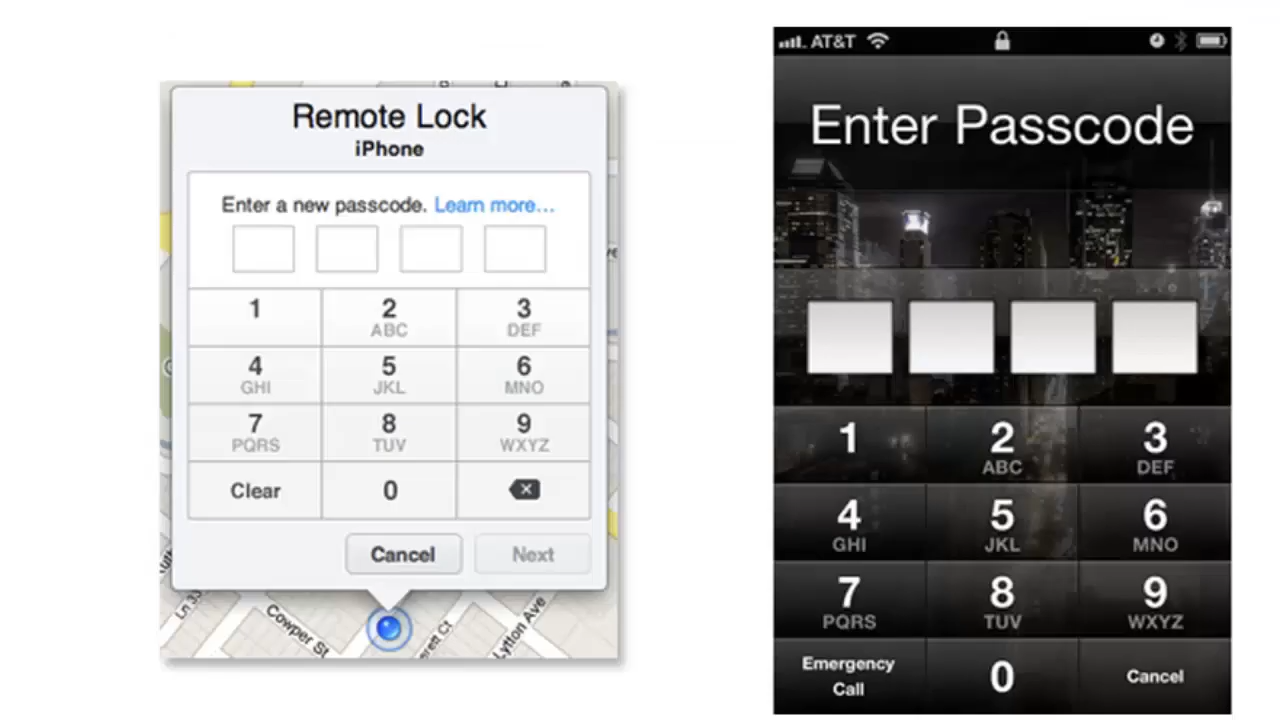 Remote Lock
iPhone
Enter a new passcode. Learn more...
1
2
3
ABC
DEF
4
5
6
GHI
JKL
MNO
7
8
9
PQRS
TUV
WXYZ
Clear
0
Cancel
Next
Ln 33
Cowper St
Lytton Ave
AT&T
Enter Passcode
1
2
3
ABC
DEF
4
5
6
GHI
JKL
MNO
7
8
9
PQRS
TUV
WXYZ
Emergency
Call
0
Cancel